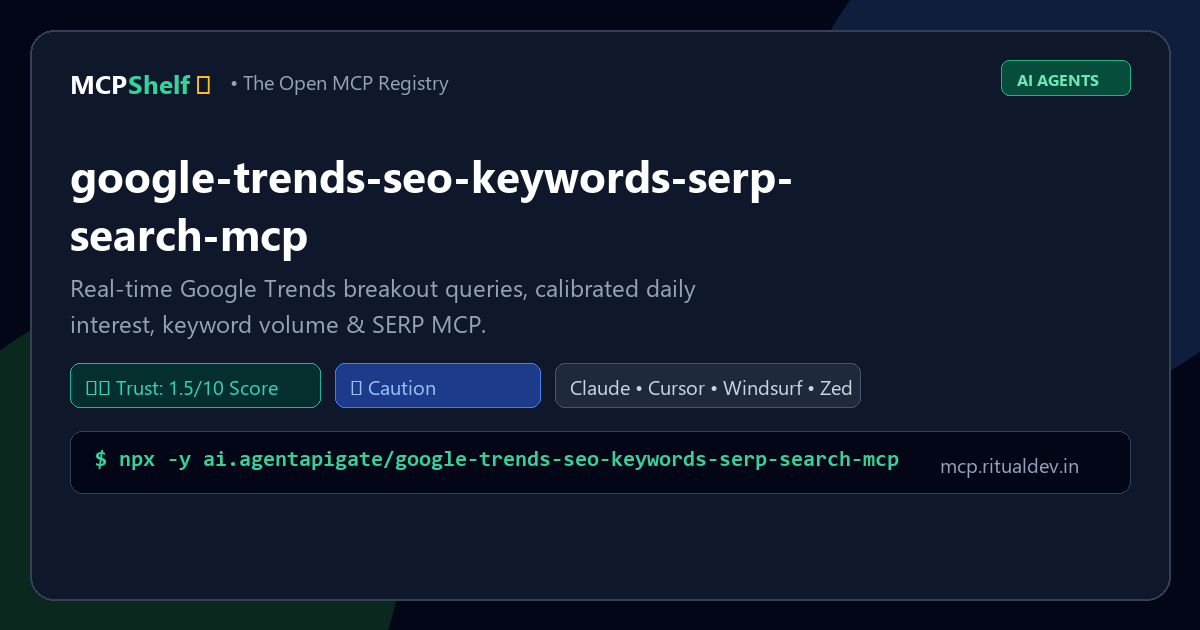 MCPShelf • The Open MCP Registry
AI AGENTS
google-trends-seo-keywords-serp-
search-mcp
Real-time Google Trends breakout queries, calibrated daily
interest, keyword volume & SERP MCP.
Trust: 1.5/10 Score
Caution
Claude • Cursor • Windsurf • Zed
$ npx -y ai.agentapigate/google-trends-seo-keywords-serp-search-mcp
mcp.ritualdev.in